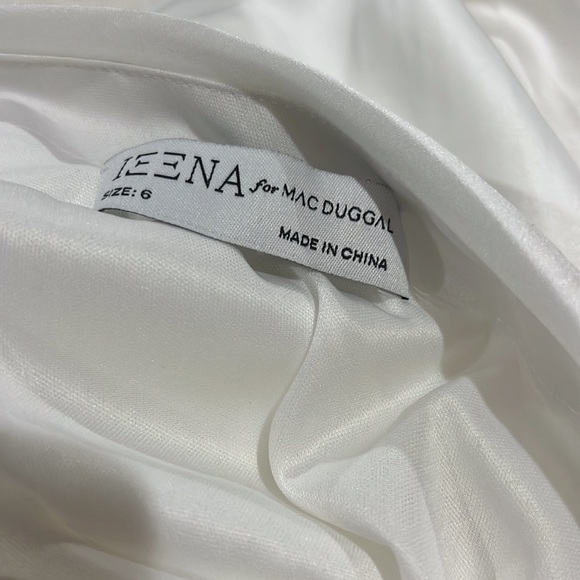 IEENA for MAC DUGGAL
SIZE: 6
MADE IN CHINA